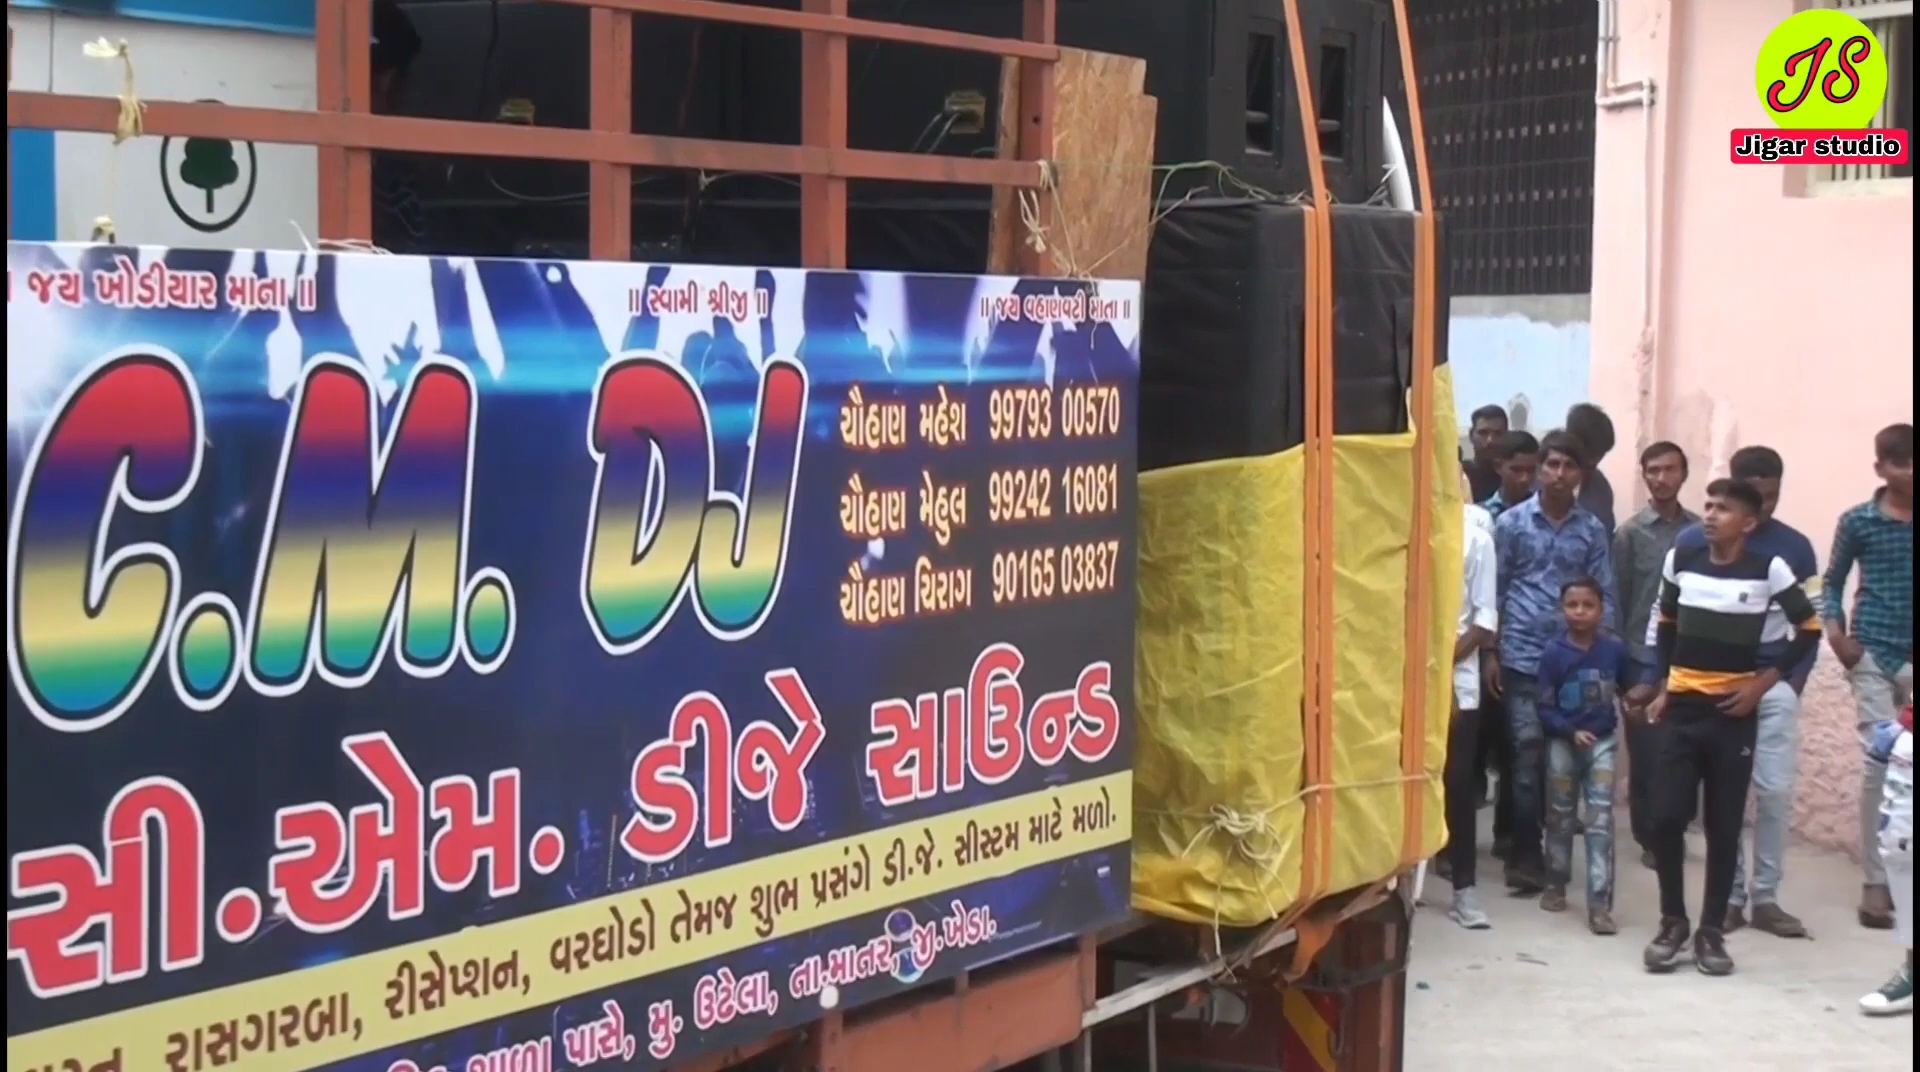 જય ખોડીયાર માતા ॥
॥ સ્વામી શ્રીજી ॥
॥ જય વહાણવટી માતા ॥
C.M. DJ
ચૌહાણ મહેશ 99793 00570
ચૌહાણ મેહુલ 99242 16081
ચૌહાણ ચિરાગ 90165 03837
સી.એમ. ડીજે સાઉન્ડ
રાસગરબા, રીસેપ્શન, વરઘોડો તેમજ શુભ પ્રસંગે ડી.જે. સીસ્ટમ માટે મળો.
શાળા પાસે, મુ. ઉઢેલા, તા.માતર, જી.ખેડા.
JS
Jigar studio